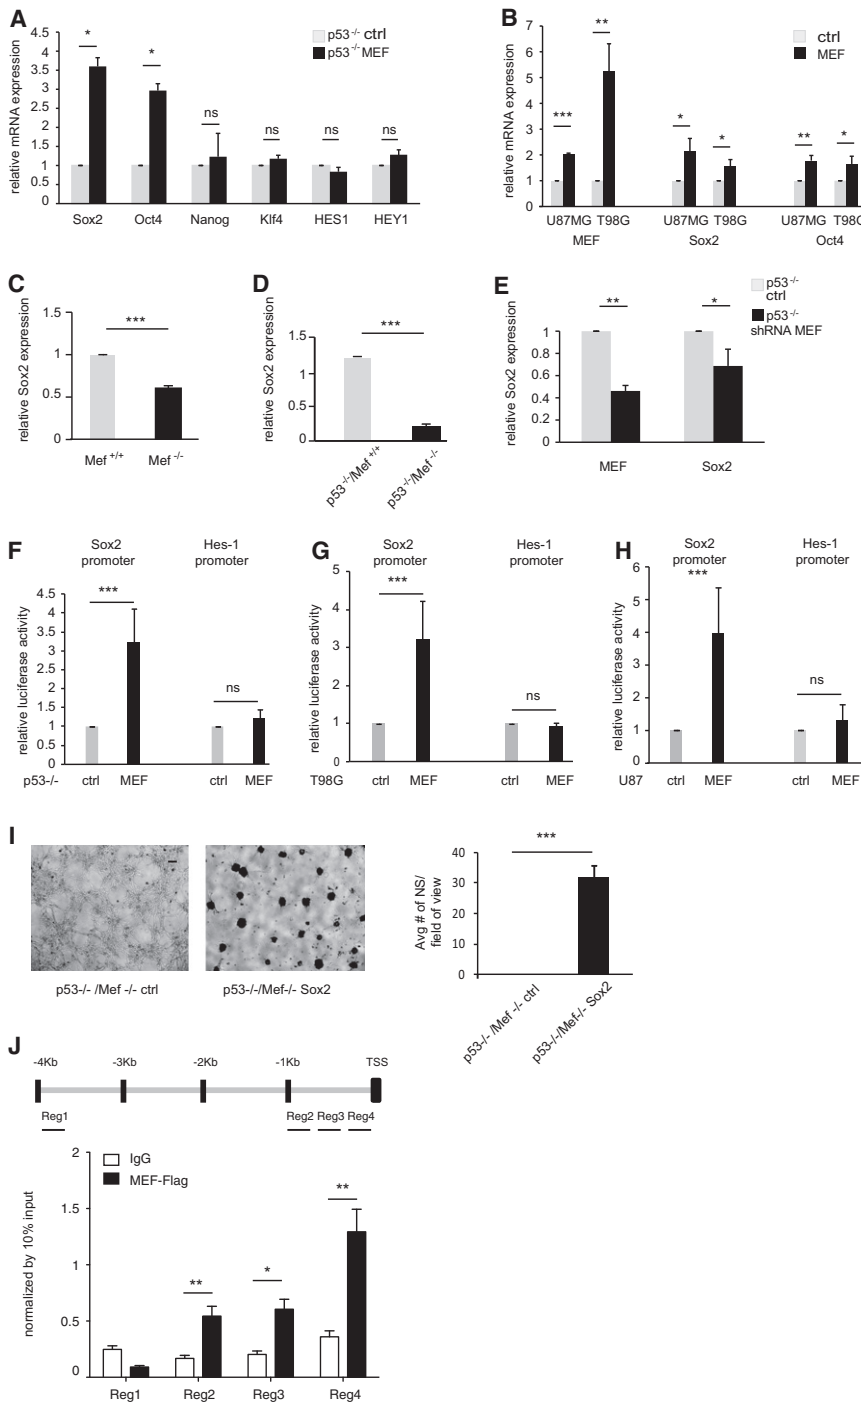 A
relative mRNA expression
4.5
4
3.5
3
2.5
2
1.5
1
0.5
0
p53-/- ctrl
p53-/- MEF
*
*
ns
ns
ns
ns
Sox2 Oct4 Nanog Klf4 HES1 HEY1
B
relative mRNA expression
7
6
5
4
3
2
1
0
ctrl
MEF
***
**
*
*
**
*
U87MG T98G U87MG T98G U87MG T98G
MEF Sox2 Oct4
C
relative Sox2 expression
1.5
1
0.5
0
***
Mef +/+ Mef -/-
D
relative Sox2 expression
1.5
1
0.5
0
***
p53-/-/Mef+/+ p53-/-/Mef-/-
E
relative Sox2 expression
1
0.8
0.6
0.4
0.2
0
p53-/-
ctrl
p53-/-
shRNA MEF
**
*
MEF Sox2
F
Sox2 promoter
Hes-1 promoter
relative luciferase activity
4.5
4
3.5
3
2.5
2
1.5
1
0.5
0
***
ns
p53-/- ctrl MEF ctrl MEF
G
Sox2 promoter
Hes-1 promoter
relative luciferase activity
5
4
3
2
1
0
***
ns
T98G ctrl MEF ctrl MEF
H
Sox2 promoter
Hes-1 promoter
relative luciferase activity
6
5
4
3
2
1
0
***
ns
U87 ctrl MEF ctrl MEF
I
p53-/- /Mef -/- ctrl
p53-/-/Mef-/- Sox2
Avg # of NS/
field of view
40
30
20
10
0
***
p53-/- /Mef -/- ctrl
p53-/-/Mef-/- Sox2
J
-4Kb -3Kb -2Kb -1Kb TSS
Reg1 Reg2 Reg3 Reg4
normalized by 10% input
2
1.5
1
0.5
0
IgG
MEF-Flag
**
*
**
Reg1 Reg2 Reg3 Reg4